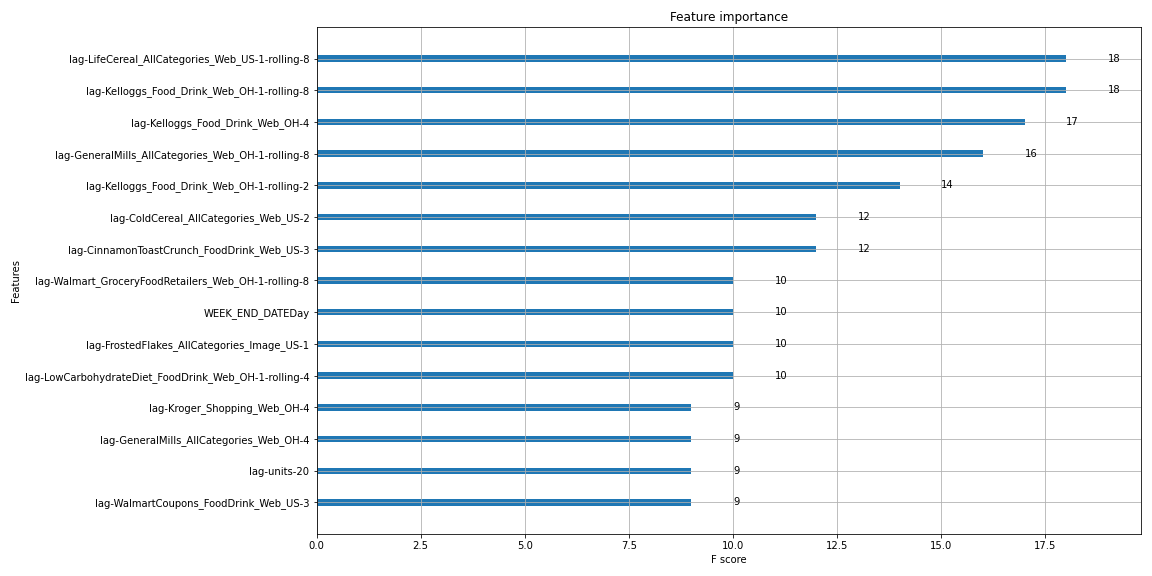 Feature importance
lag-LifeCereal_AllCategories_Web_US-1-rolling-8 18
lag-Kelloggs_Food_Drink_Web_OH-1-rolling-8 18
lag-Kelloggs_Food_Drink_Web_OH-4 17
lag-GeneralMills_AllCategories_Web_OH-1-rolling-8 16
lag-Kelloggs_Food_Drink_Web_OH-1-rolling-2 14
lag-ColdCereal_AllCategories_Web_US-2 12
lag-CinnamonToastCrunch_FoodDrink_Web_US-3 12
lag-Walmart_GroceryFoodRetailers_Web_OH-1-rolling-8 10
WEEK_END_DATEDay 10
lag-FrostedFlakes_AllCategories_Image_US-1 10
lag-LowCarbohydrateDiet_FoodDrink_Web_OH-1-rolling-4 10
lag-Kroger_Shopping_Web_OH-4 9
lag-GeneralMills_AllCategories_Web_OH-4 9
lag-units-20 9
lag-WalmartCoupons_FoodDrink_Web_US-3 9
Features
0.0 2.5 5.0 7.5 10.0 12.5 15.0 17.5
F score